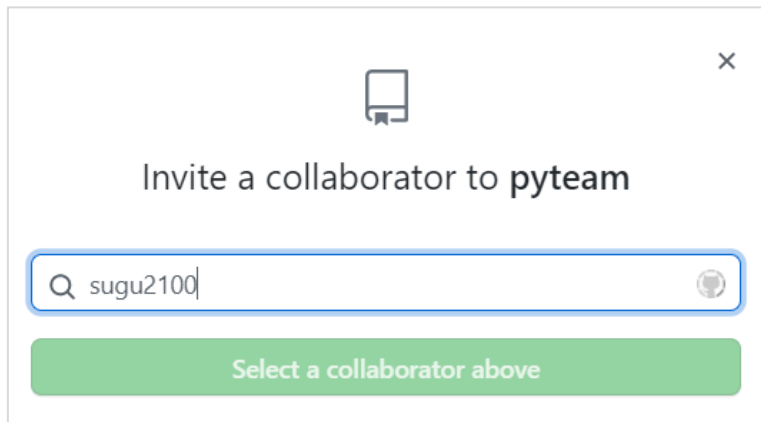 Invite a collaborator to pyteam
sugu2100
Select a collaborator above